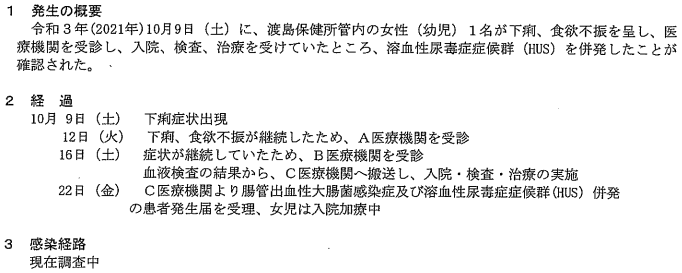 １　発生の概要
令和３年(2021年)10月９日（土）に、渡島保健所管内の女性（幼児）１名が下痢、食欲不振を呈し、医
療機関を受診し、入院、検査、治療を受けていたところ、溶血性尿毒症症候群（HUS）を併発したことが
確認された。
２　経　過
10月　9日（土）　下痢症状出現
12日（火）　下痢、食欲不振が継続したため、Ａ医療機関を受診
16日（土）　症状が継続していたため、Ｂ医療機関を受診
血液検査の結果から、Ｃ医療機関へ搬送し、入院・検査・治療の実施
22日（金）　Ｃ医療機関より腸管出血性大腸菌感染症及び溶血性尿毒症症候群(HUS) 併発
の患者発生届を受理、女児は入院加療中
３　感染経路
現在調査中